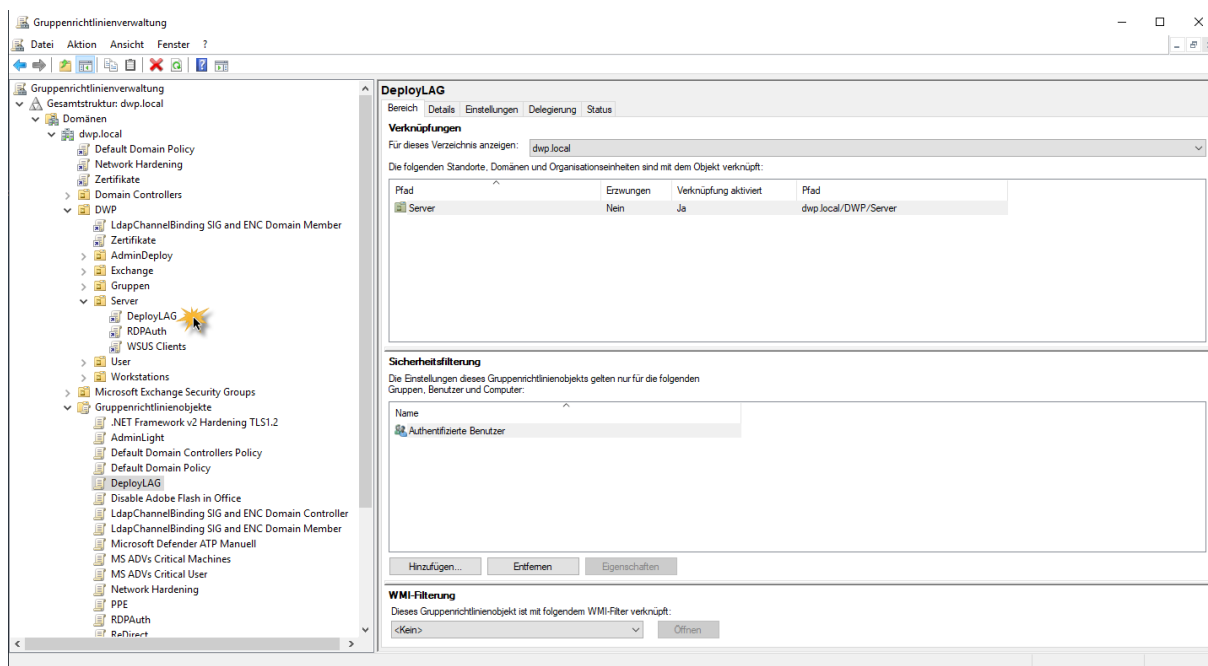 Gruppenrichtlinienverwaltung
Datei Aktion Ansicht Fenster ?
Gruppenrichtlinienverwaltung
Gesamtstruktur: dwp.local
Domänen
dwp.local
Default Domain Policy
Network Hardening
Zertifikate
Domain Controllers
DWP
LdapChannelBinding SIG and ENC Domain Member
Zertifikate
AdminDeploy
Exchange
Gruppen
Server
DeployLAG
RDPAuth
WSUS Clients
User
Workstations
Microsoft Exchange Security Groups
Gruppenrichtlinienobjekte
.NET Framework v2 Hardening TLS1.2
AdminLight
Default Domain Controllers Policy
Default Domain Policy
DeployLAG
Disable Adobe Flash in Office
LdapChannelBinding SIG and ENC Domain Controller
LdapChannelBinding SIG and ENC Domain Member
Microsoft Defender ATP Manuell
MS ADVs Critical Machines
MS ADVs Critical User
Network Hardening
PPE
RDPAuth
ReDirect
DeployLAG
Bereich Details Einstellungen Delegierung Status
Verknüpfungen
Für dieses Verzeichnis anzeigen: dwp.local
Die folgenden Standorte, Domänen und Organisationseinheiten sind mit dem Objekt verknüpft:
Pfad Erzwungen Verknüpfung aktiviert Pfad
Server Nein Ja dwp.local/DWP/Server
Sicherheitsfilterung
Die Einstellungen dieses Gruppenrichtlinienobjekts gelten nur für die folgenden
Gruppen, Benutzer und Computer:
Name
Authentifizierte Benutzer
Hinzufügen... Entfernen Eigenschaften
WMI-Filterung
Dieses Gruppenrichtlinienobjekt ist mit folgendem WMI-Filter verknüpft:
<Kein> Öffnen